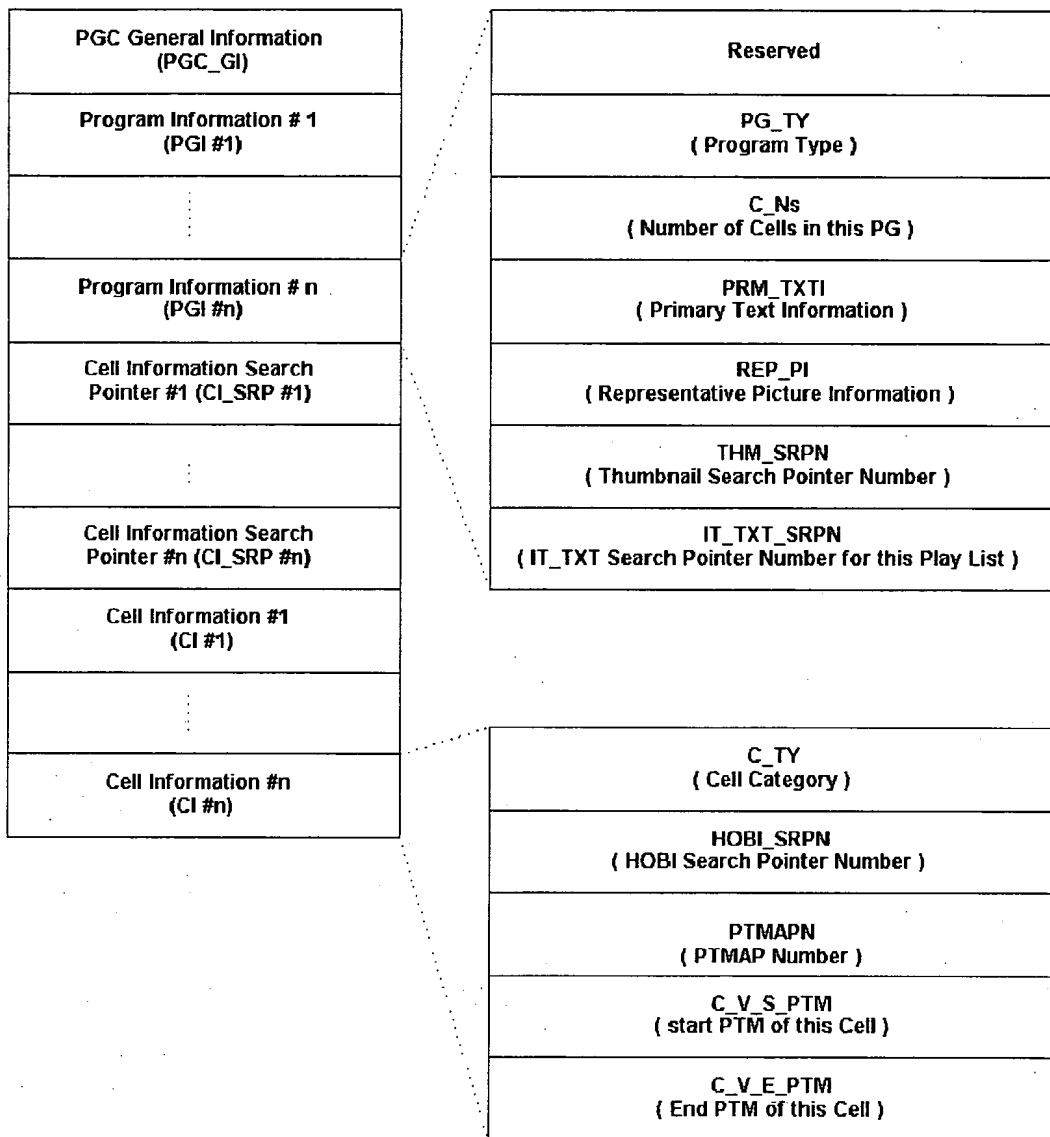 PGC General Information
(PGC_GI)
Program Information # 1
(PGI #1)
Program Information # n
(PGI #n)
Cell Information Search
Pointer #1 (CI_SRP #1)
Cell Information Search
Pointer #n (CI_SRP #n)
Cell Information #1
(CI #1)
Cell Information #n
(CI #n)
Reserved
PG_TY
( Program Type )
C_Ns
( Number of Cells in this PG )
PRM_TXTI
( Primary Text Information )
REP_PI
( Representative Picture Information )
THM_SRPN
( Thumbnail Search Pointer Number )
IT_TXT_SRPN
( IT_TXT Search Pointer Number for this Play List )
C_TY
( Cell Category )
HOBI_SRPN
( HOBI Search Pointer Number )
PTMAPN
( PTMAP Number )
C_V_S_PTM
( start PTM of this Cell )
C_V_E_PTM
( End PTM of this Cell )